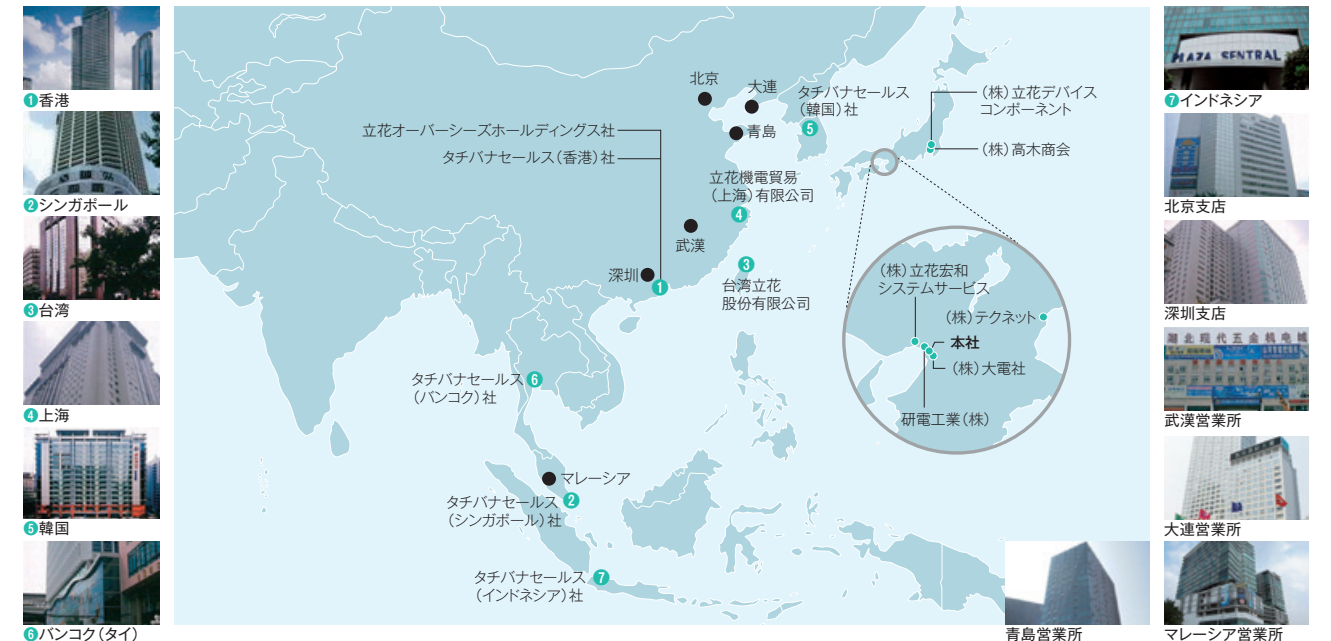 ❶香港
❷シンガポール
❸台湾
❹上海
❺韓国
❻バンコク(タイ)
北京
大連
青島
タチバナセールス
(韓国)社
❺
(株)立花デバイス
コンポーネント
(株)高木商会
立花オーバーシーズホールディングス社
タチバナセールス(香港)社
立花機電貿易
(上海)有限公司
❹
武漢
深圳
❶
❸
台湾立花
股份有限公司
(株)立花宏和
システムサービス
(株)テクネット
本社
(株)大電社
研電工業(株)
タチバナセールス
(バンコク)社
❻
マレーシア
タチバナセールス
(シンガポール)社
❷
タチバナセールス
(インドネシア)社
❼
PLAZA SENTRAL
❼インドネシア
北京支店
深圳支店
湖北现代五金机电城
武漢営業所
大連営業所
青島営業所
マレーシア営業所